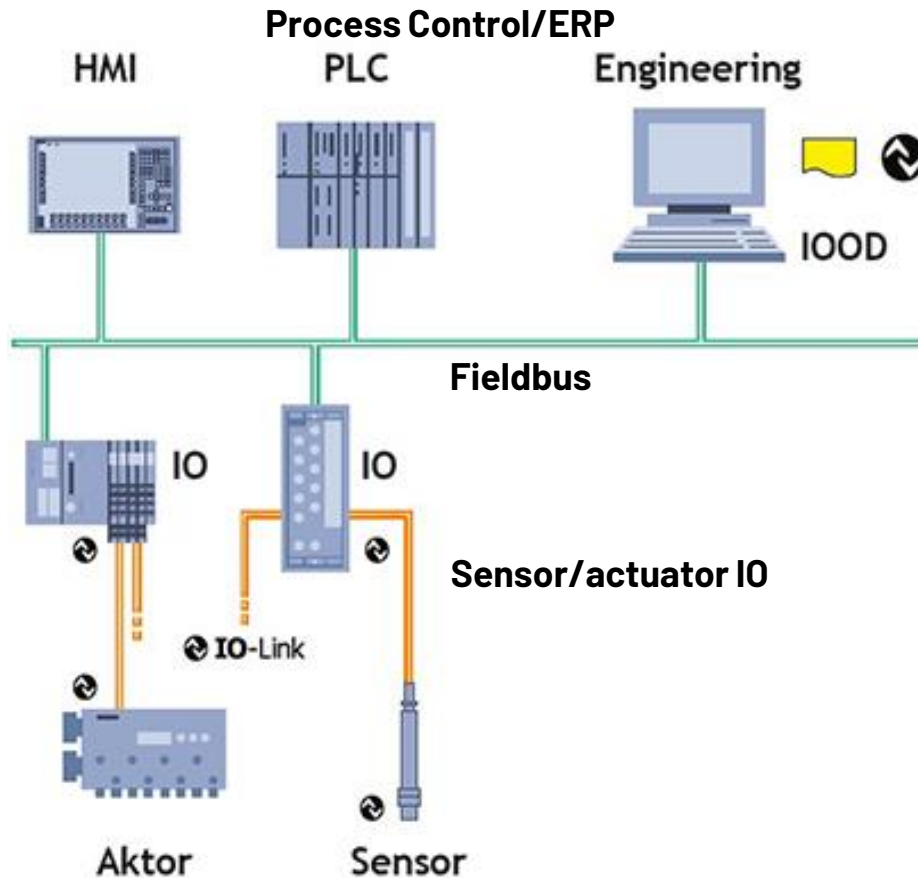 Process Control/ERP
HMI
PLC
Engineering
IOOD
Fieldbus
IO
IO
Sensor/actuator IO
IO-Link
Aktor
Sensor